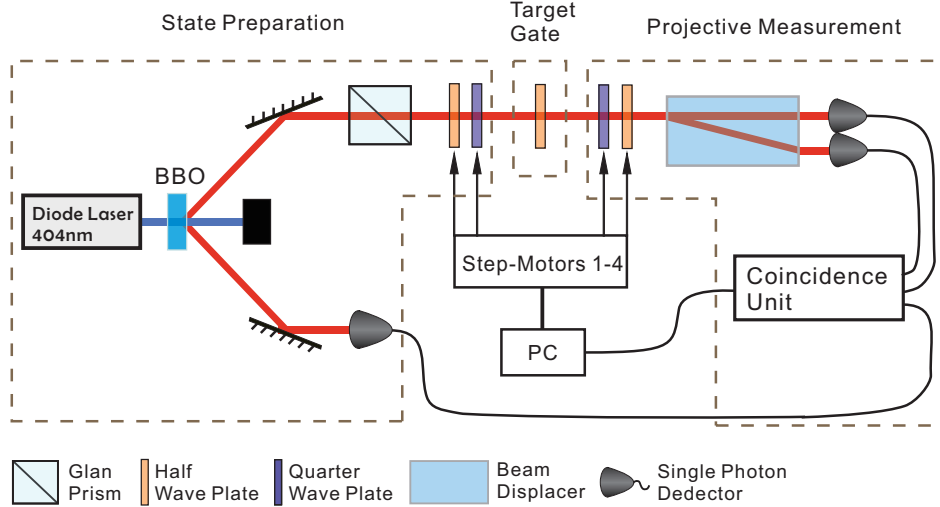 State Preparation
Target
Gate
Projective Measurement
BBO
Diode Laser
404nm
Step-Motors 1-4
PC
Coincidence
Unit
Glan
Prism
Half
Wave Plate
Quarter
Wave Plate
Beam
Displacer
Single Photon
Dedector